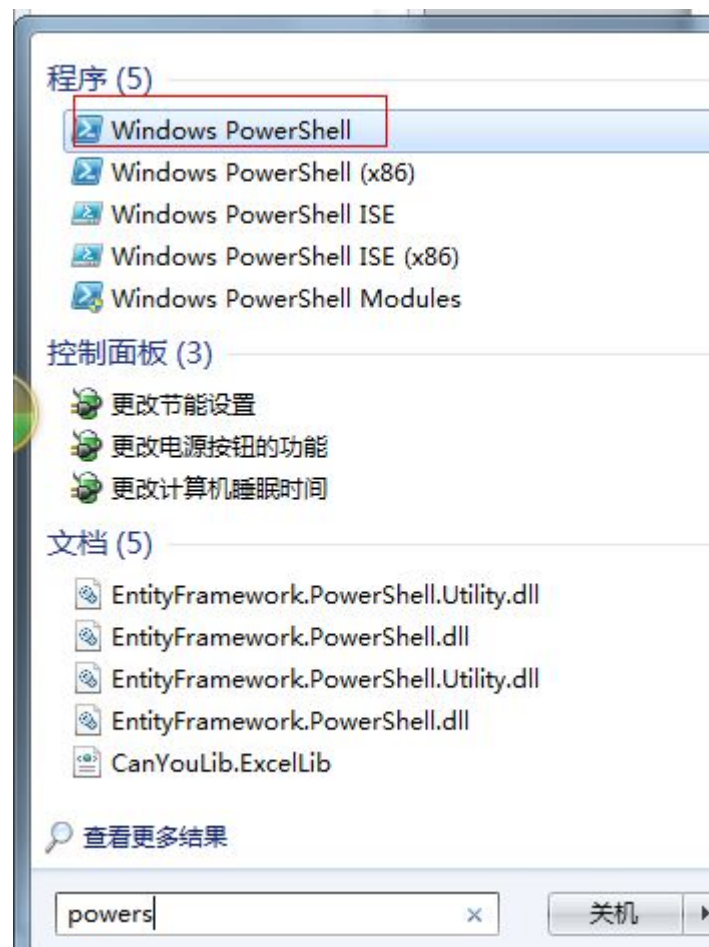 程序 (5)
Windows PowerShell
Windows PowerShell (x86)
Windows PowerShell ISE
Windows PowerShell ISE (x86)
Windows PowerShell Modules
控制面板 (3)
更改节能设置
更改电源按钮的功能
更改计算机睡眠时间
文档 (5)
EntityFramework.PowerShell.Utility.dll
EntityFramework.PowerShell.dll
EntityFramework.PowerShell.Utility.dll
EntityFramework.PowerShell.dll
CanYouLib.ExcelLib
查看更多结果
powers 关机